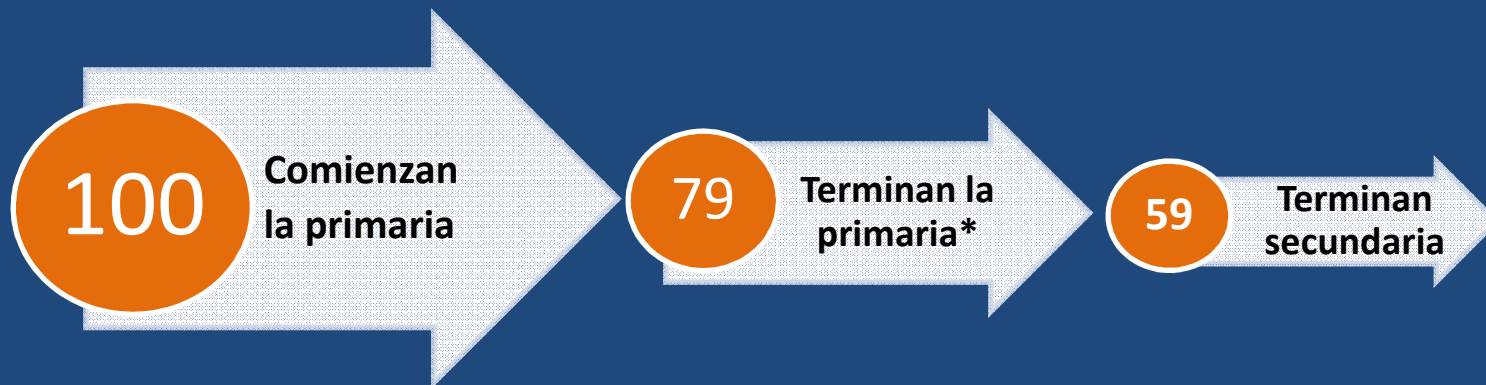 100
Comienzan
la primaria
79
Terminan la
primaria*
59
Terminan
secundaria